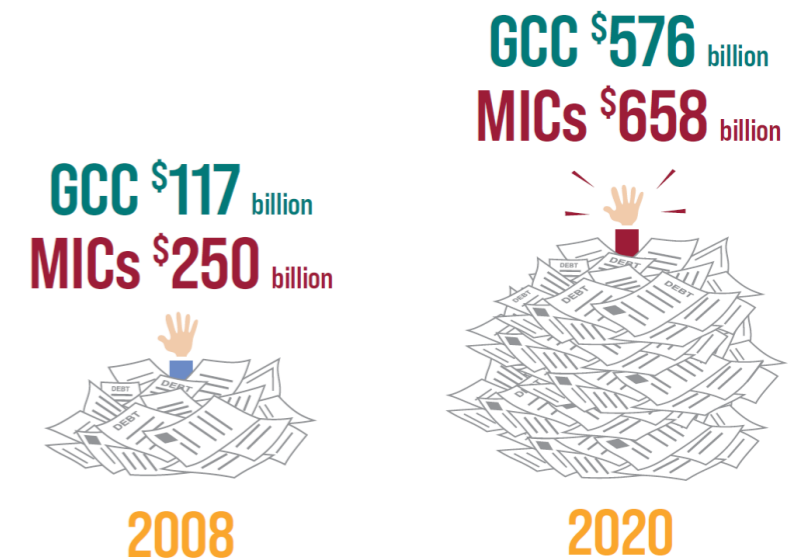 GCC $117 billion
MICs $250 billion
DEBT
DEBT
DEBT
2008
GCC $576 billion
MICs $658 billion
DEBT
DEBT
DEBT
DEBT
DEBT
2020